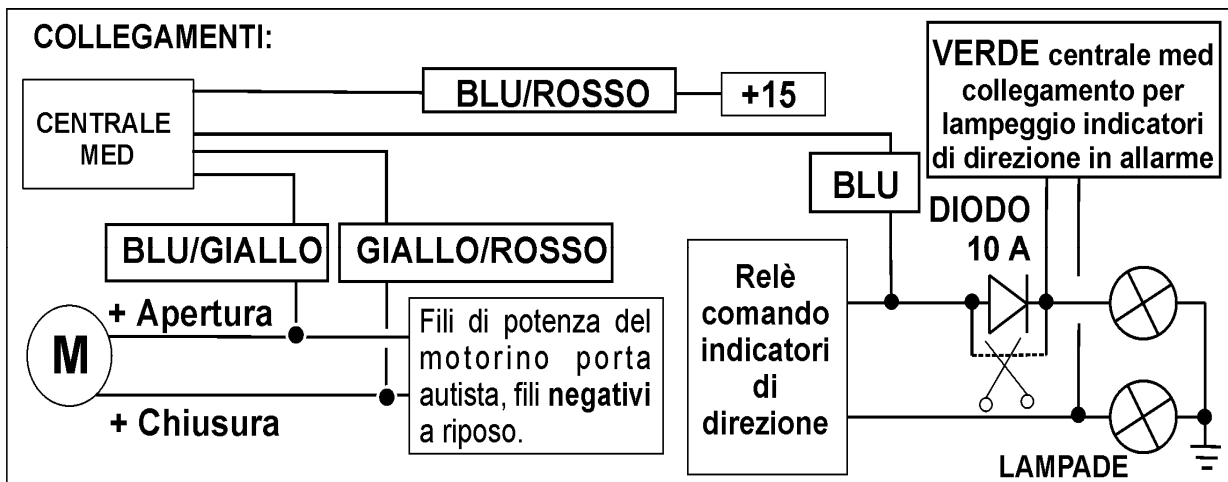 COLLEGAMENTI:
CENTRALE
MED
BLU/ROSSO
+15
VERDE centrale med
collegamento per
lampeggio indicatori
di direzione in allarme
BLU
DIODO
10 A
BLU/GIALLO
GIALLO/ROSSO
M
+ Apertura
+ Chiusura
Fili di potenza del
motorino porta
autista, fili negativi
a riposo.
Relè
comando
indicatori
di
direzione
LAMPADE